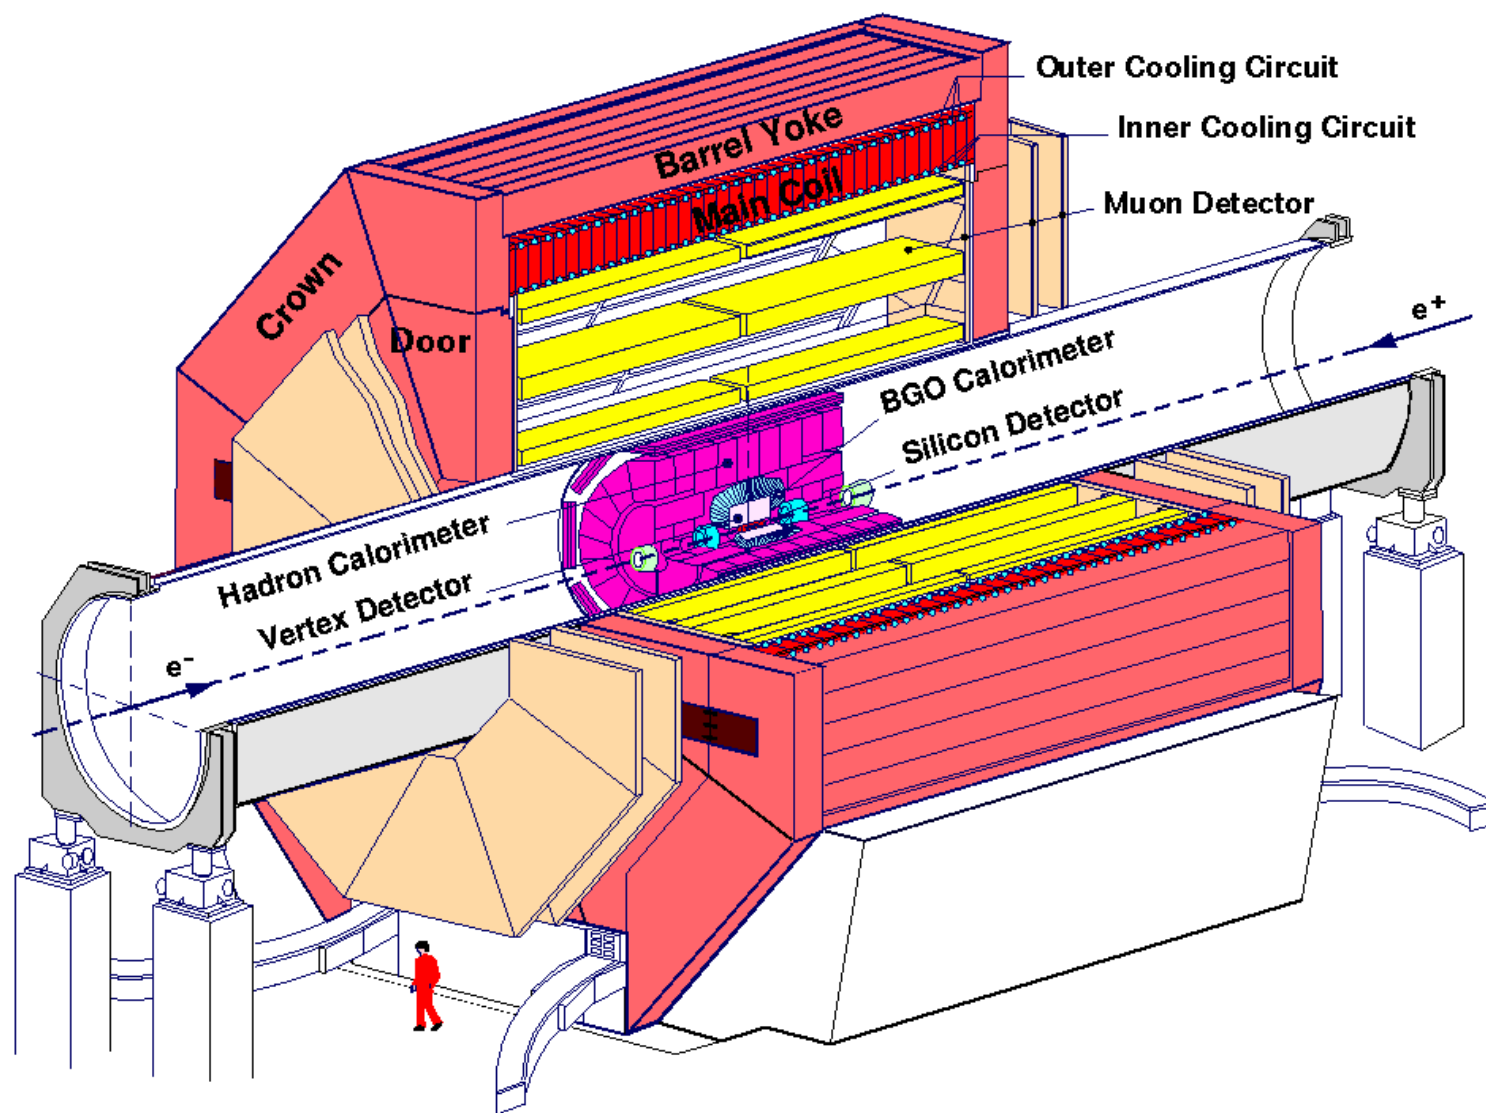 Outer Cooling Circuit
Barrel Yoke
Inner Cooling Circuit
Main Coil
Muon Detector
Crown
Door
e+
BGO Calorimeter
Silicon Detector
Hadron Calorimeter
Vertex Detector
e-